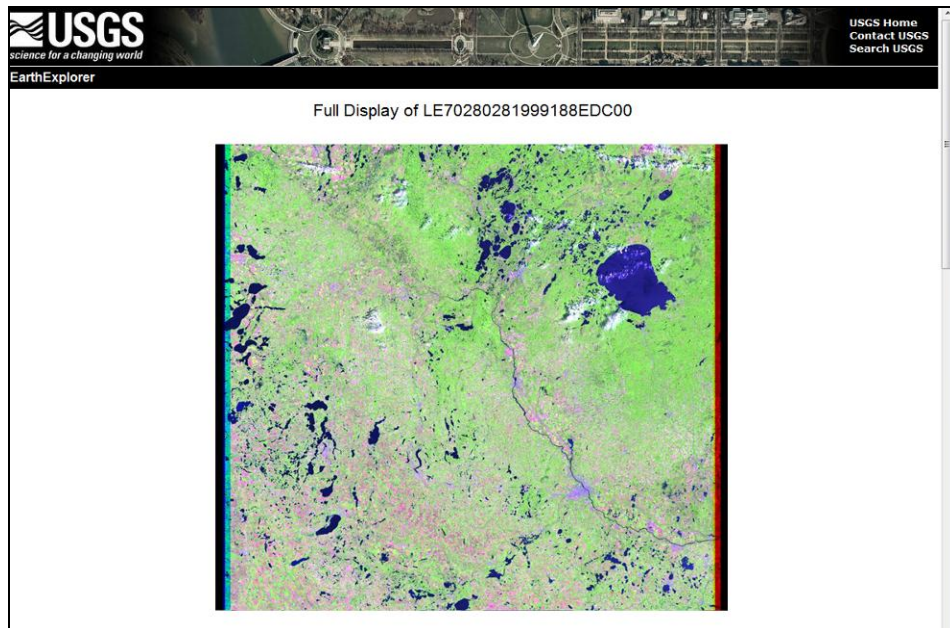 USGS
science for a changing world
USGS Home
Contact USGS
Search USGS
EarthExplorer
Full Display of LE70280281999188EDC00